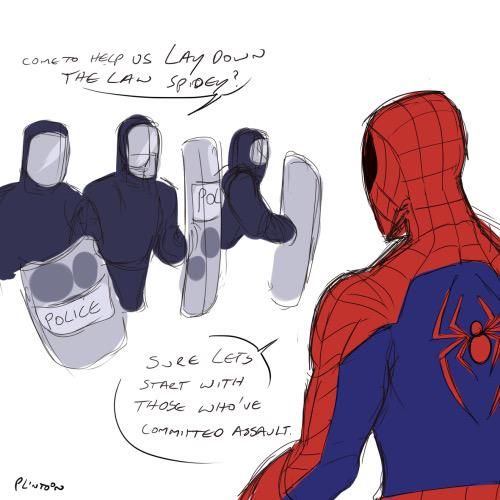 COME TO HELP US LAY DOWN
THE LAW SPIDEY?
POL
POLICE
SURE LETS
START WITH
THOSE WHO'VE
COMMITTED ASSAULT.
PLINTOON